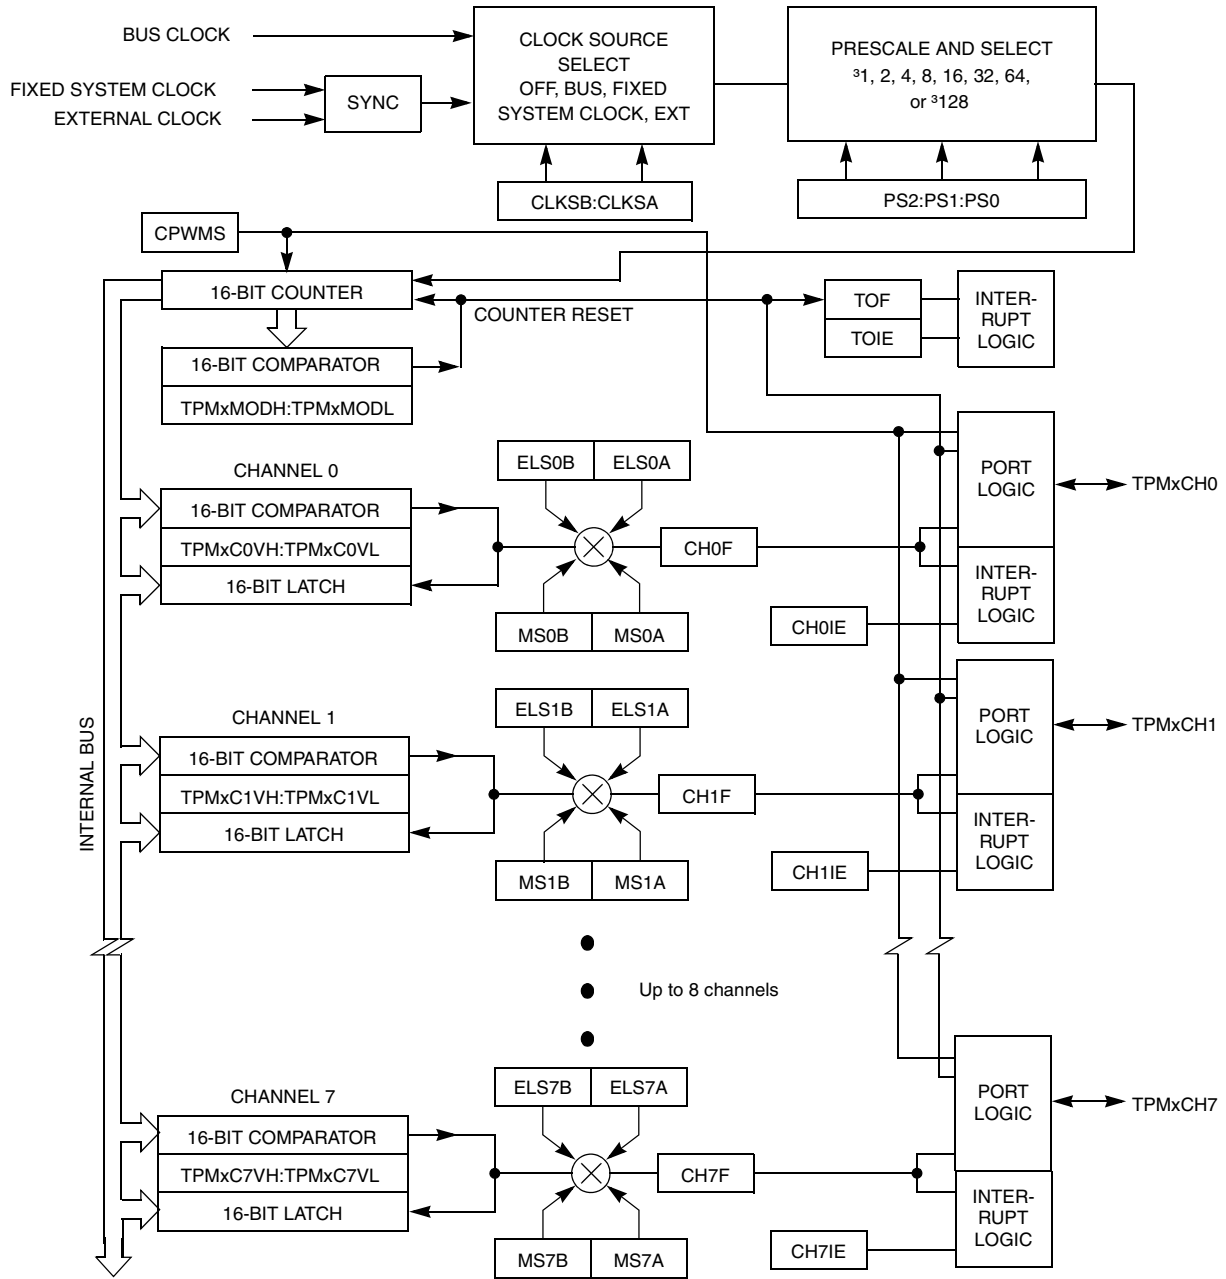 BUS CLOCK
FIXED SYSTEM CLOCK
EXTERNAL CLOCK
SYNC
CLOCK SOURCE
SELECT
OFF, BUS, FIXED
SYSTEM CLOCK, EXT
PRESCALE AND SELECT
³1, 2, 4, 8, 16, 32, 64,
or ³128
CLKSB:CLKSA
PS2:PS1:PS0
CPWMS
16-BIT COUNTER
COUNTER RESET
TOF
TOIE
INTER-
RUPT
LOGIC
16-BIT COMPARATOR
TPMxMODH:TPMxMODL
CHANNEL 0
16-BIT COMPARATOR
TPMxC0VH:TPMxC0VL
16-BIT LATCH
ELS0B
ELS0A
MS0B
MS0A
CH0F
CH0IE
PORT
LOGIC
INTER-
RUPT
LOGIC
TPMxCH0
INTERNAL BUS
CHANNEL 1
16-BIT COMPARATOR
TPMxC1VH:TPMxC1VL
16-BIT LATCH
ELS1B
ELS1A
MS1B
MS1A
CH1F
CH1IE
PORT
LOGIC
INTER-
RUPT
LOGIC
TPMxCH1
Up to 8 channels
CHANNEL 7
16-BIT COMPARATOR
TPMxC7VH:TPMxC7VL
16-BIT LATCH
ELS7B
ELS7A
MS7B
MS7A
CH7F
CH7IE
PORT
LOGIC
INTER-
RUPT
LOGIC
TPMxCH7